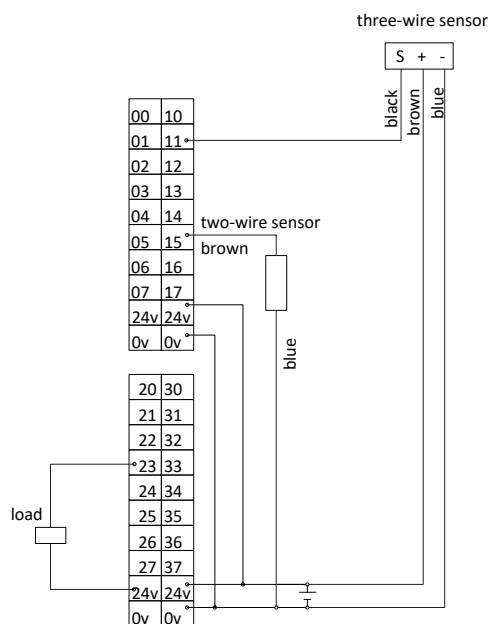 three-wire sensor
S + -
black
brown
blue
00 10
01 11
02 12
03 13
04 14
two-wire sensor
05 15
brown
06 16
07 17
24v 24v
0v 0v
blue
20 30
21 31
22 32
23 33
24 34
load
25 35
26 36
27 37
24v 24v
0v 0v